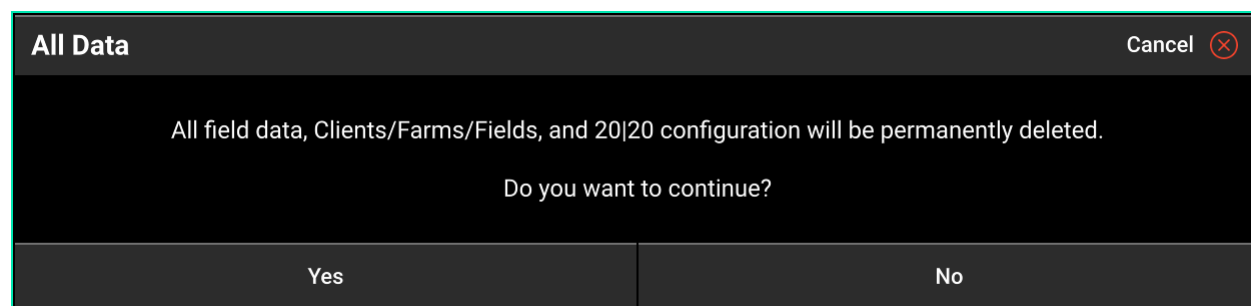 All Data
Cancel
All field data, Clients/Farms/Fields, and 20|20 configuration will be permanently deleted.
Do you want to continue?
Yes
No